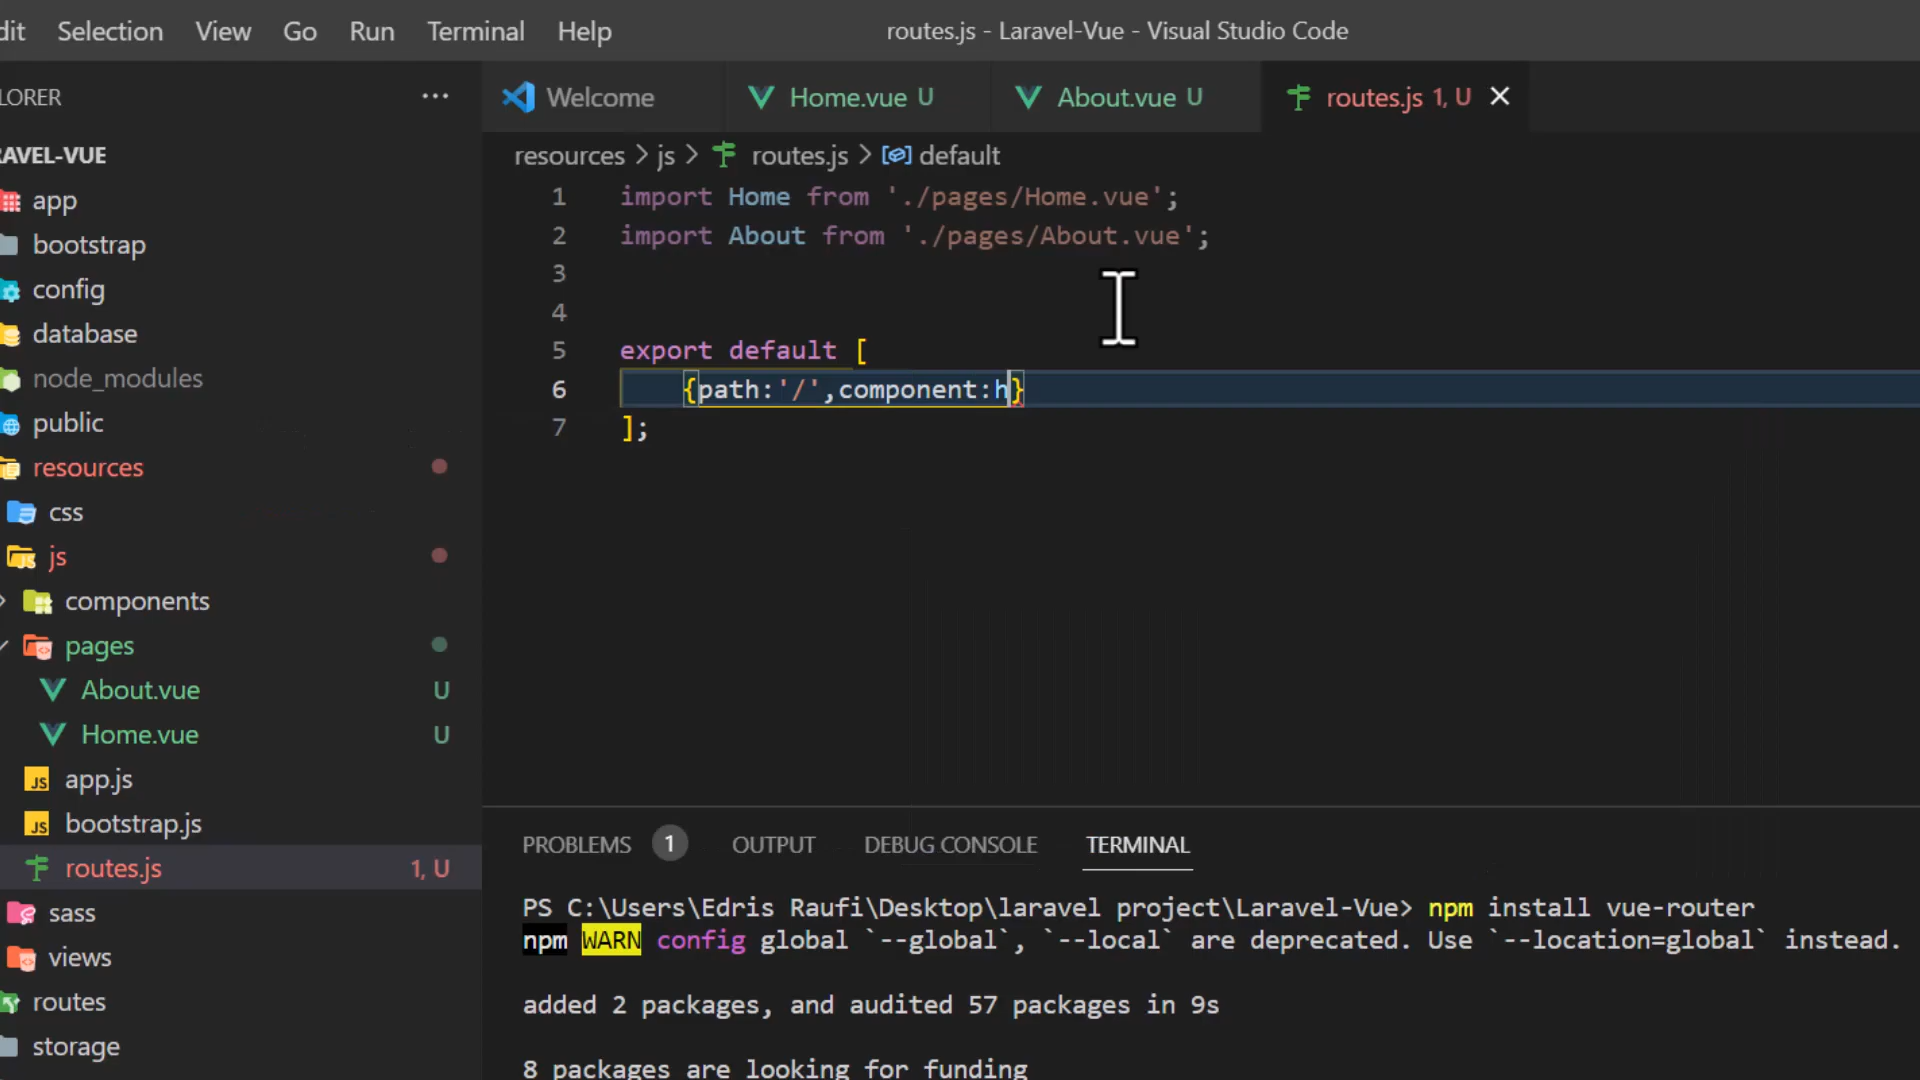 dit Selection View Go Run Terminal Help routes.js - Laravel-Vue - Visual Studio Code
LORER ···
RAVEL-VUE
app
bootstrap
config
database
node_modules
public
resources
css
js
components
pages
About.vue U
Home.vue U
app.js
bootstrap.js
routes.js 1, U
sass
views
routes
storage
Welcome Home.vue U About.vue U routes.js 1, U
resources > js > routes.js > default
1 import Home from './pages/Home.vue';
2 import About from './pages/About.vue';
3
4
5 export default [
6 {path:'/',component:h}
7 ];
PROBLEMS 1 OUTPUT DEBUG CONSOLE TERMINAL
PS C:\Users\Edris Raufi\Desktop\laravel project\Laravel-Vue> npm install vue-router
npm WARN config global `--global`, `--local` are deprecated. Use `--location=global` instead.
added 2 packages, and audited 57 packages in 9s
8 packages are looking for funding